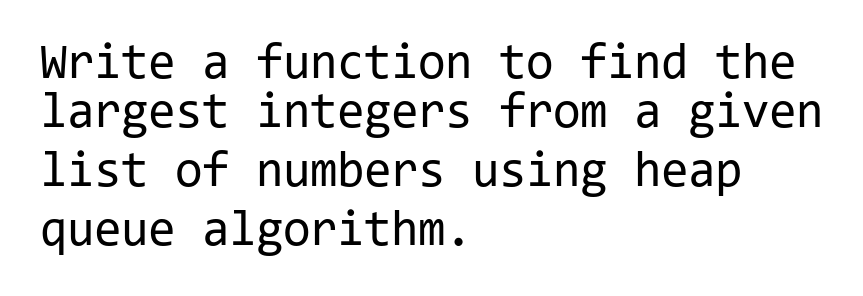 Write a function to find the
largest integers from a given
list of numbers using heap
queue algorithm.